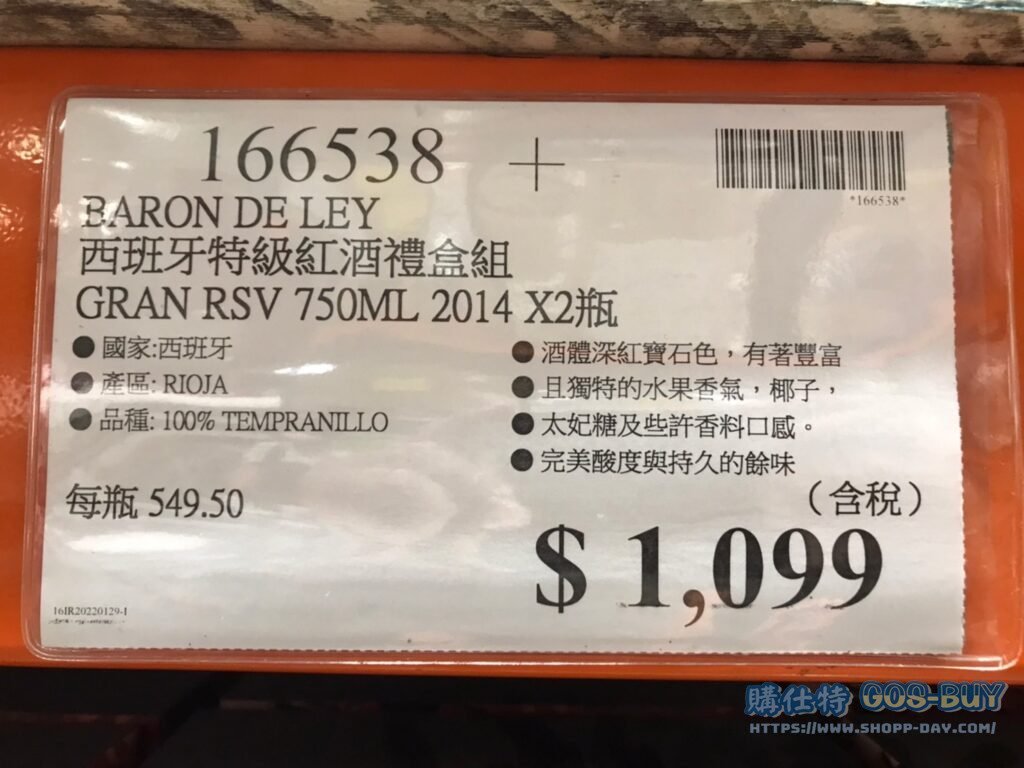 166538 +
*166538*
BARON DE LEY
西班牙特級紅酒禮盒組
GRAN RSV 750ML 2014 X2瓶
● 國家:西班牙
● 產區: RIOJA
● 品種: 100% TEMPRANILLO
● 酒體深紅寶石色，有著豐富
● 且獨特的水果香氣，椰子，
● 太妃糖及些許香料口感。
● 完美酸度與持久的餘味
每瓶 549.50
（含稅）
$ 1,099
16IR20220129-1
購仕特 GOS-BUY
HTTPS://WWW.SHOPP-DAY.COM/